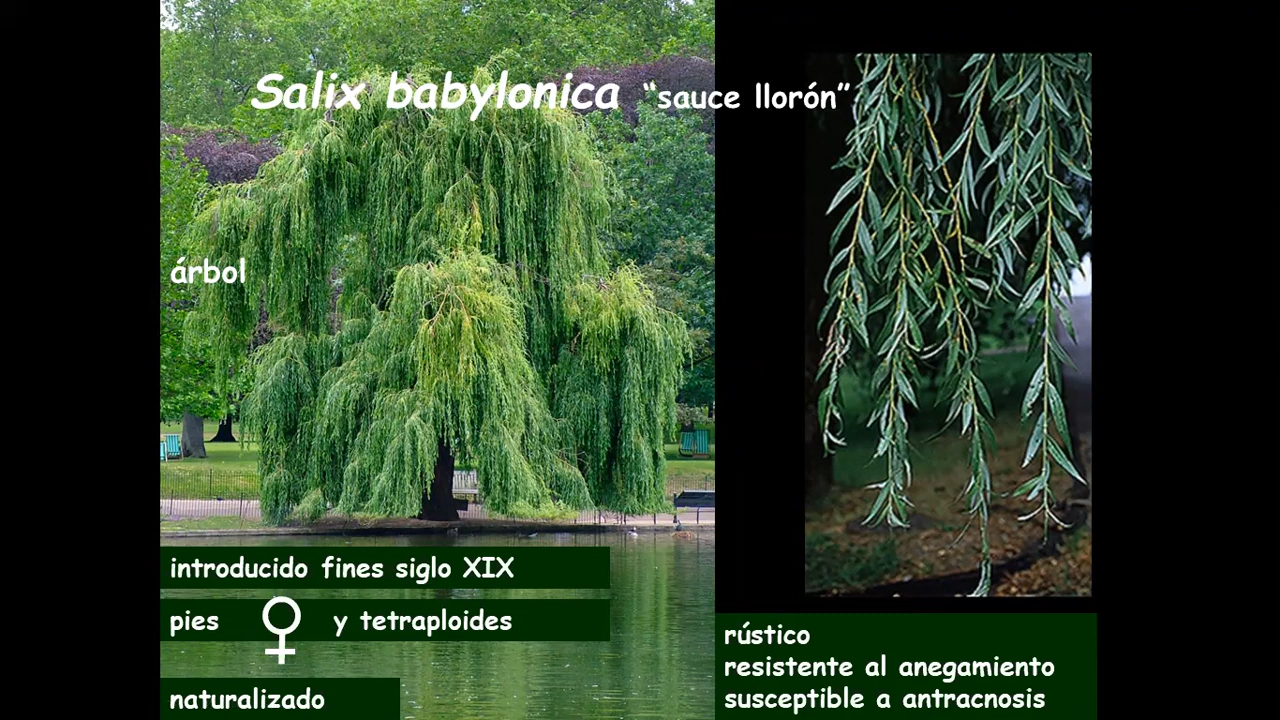 Salix babylonica “sauce llorón”
árbol
introducido fines siglo XIX
pies ♀ y tetraploides
naturalizado
rústico
resistente al anegamiento
susceptible a antracnosis